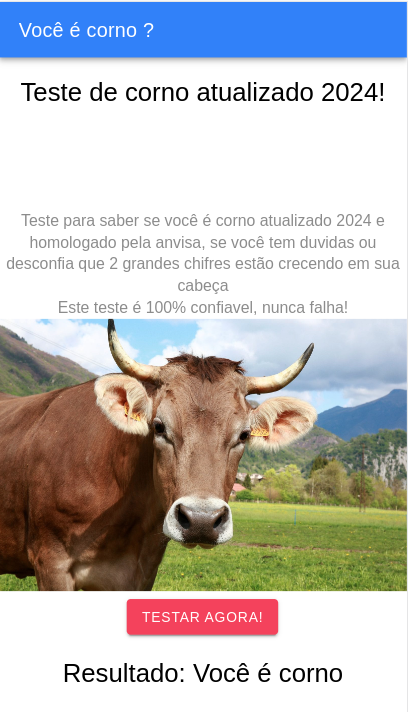 Você é corno ?
Teste de corno atualizado 2024!
Teste para saber se você é corno atualizado 2024 e
homologado pela anvisa, se você tem duvidas ou
desconfia que 2 grandes chifres estão crecendo em sua
cabeça
Este teste é 100% confiavel, nunca falha!
TESTAR AGORA!
Resultado: Você é corno